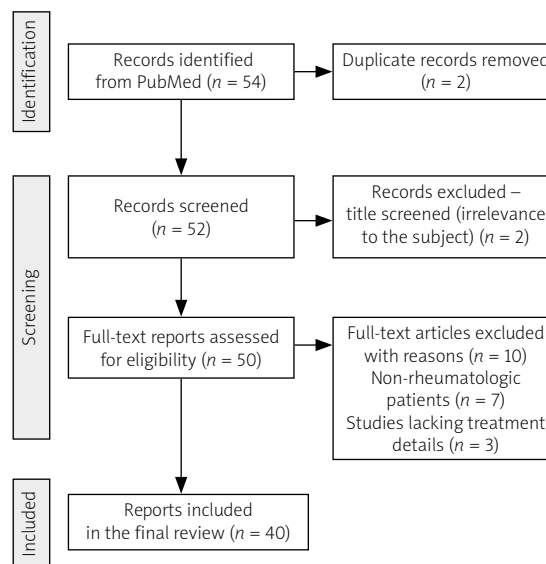 Identification
Records identified
from PubMed (n = 54)
Duplicate records removed
(n = 2)
Screening
Records screened
(n = 52)
Records excluded –
title screened (irrelevance
to the subject) (n = 2)
Full-text reports assessed
for eligibility (n = 50)
Full-text articles excluded
with reasons (n = 10)
Non-rheumatologic
patients (n = 7)
Studies lacking treatment
details (n = 3)
Included
Reports included
in the final review (n = 40)